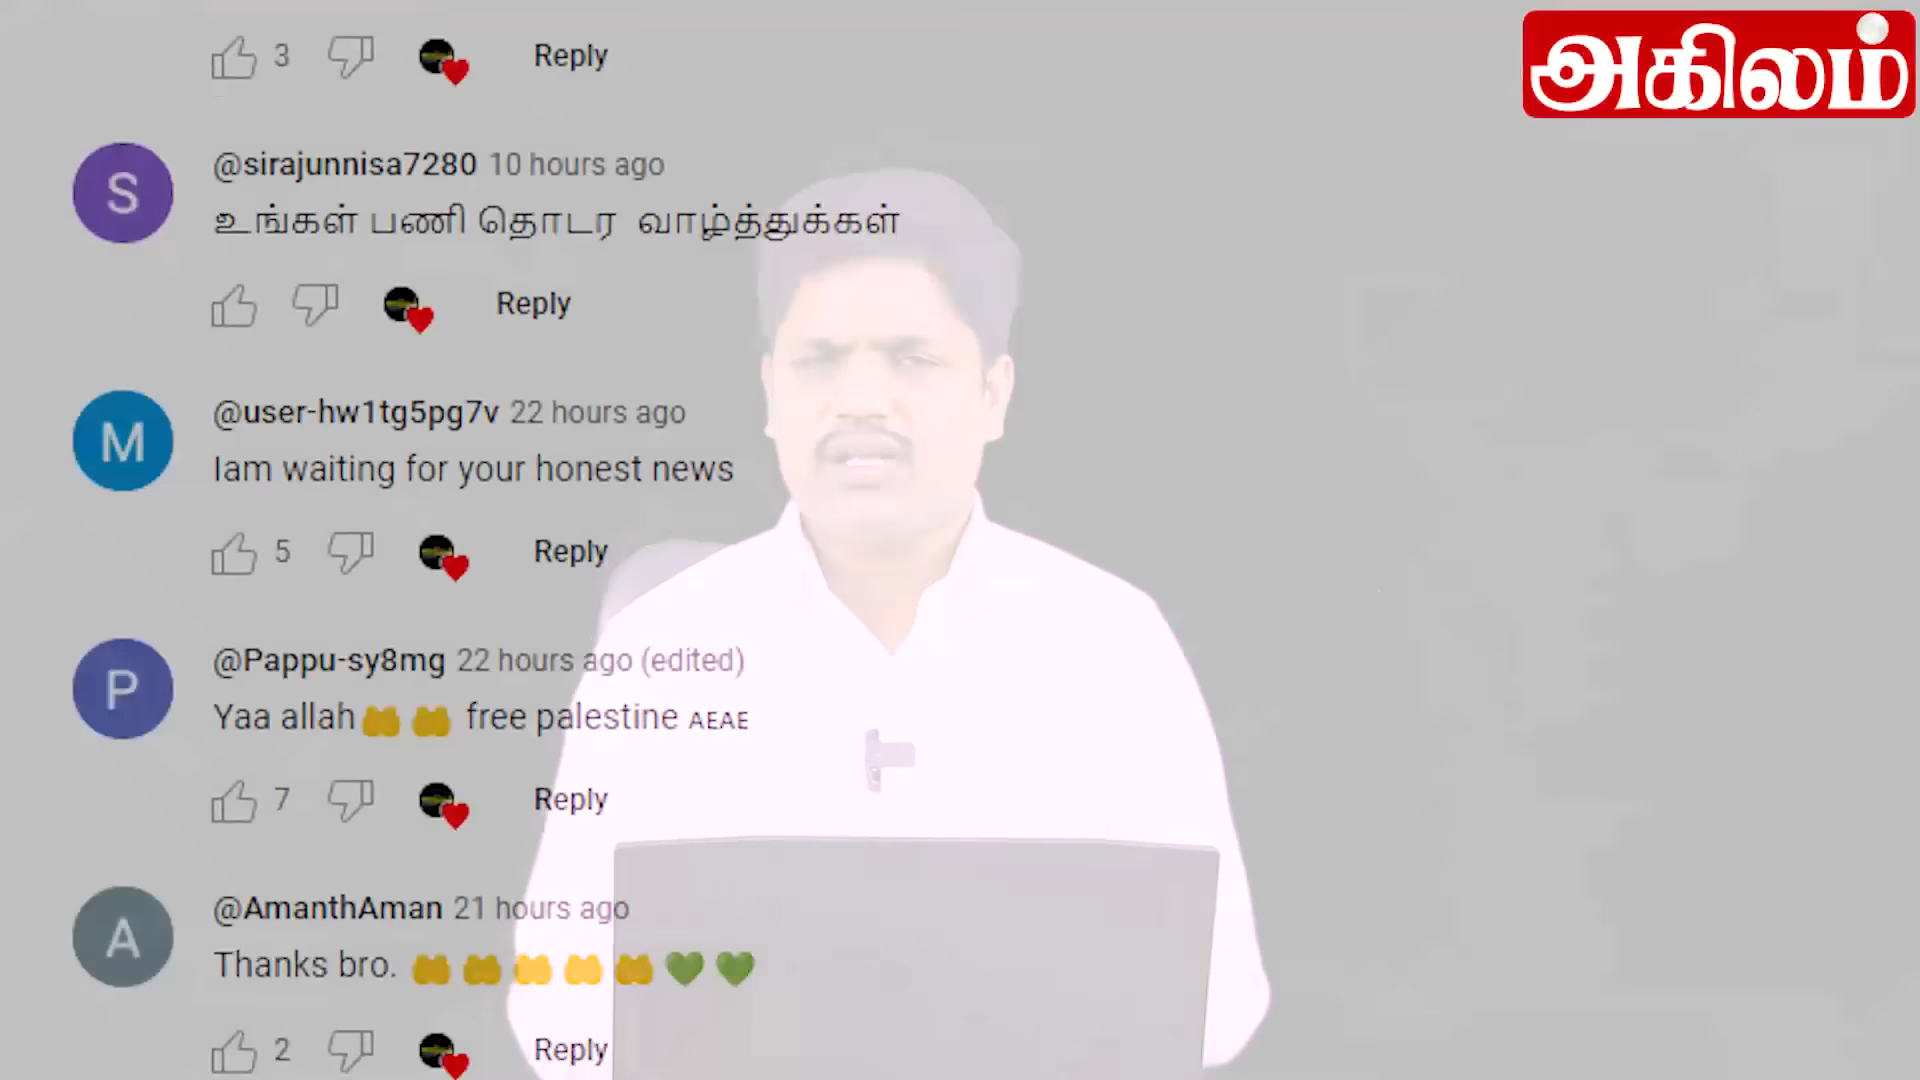 அகிலம்
3 Reply
@sirajunnisa7280 10 hours ago
உங்கள் பணி தொடர வாழ்த்துக்கள்
Reply
@user-hw1tg5pg7v 22 hours ago
Iam waiting for your honest news
5 Reply
@Pappu-sy8mg 22 hours ago (edited)
Yaa allah🤲🤲 free palestine ᴀᴇᴀᴇ
7 Reply
@AmanthAman 21 hours ago
Thanks bro. 🤲🤲🤲🤲🤲💚💚
2 Reply
S
M
P
A